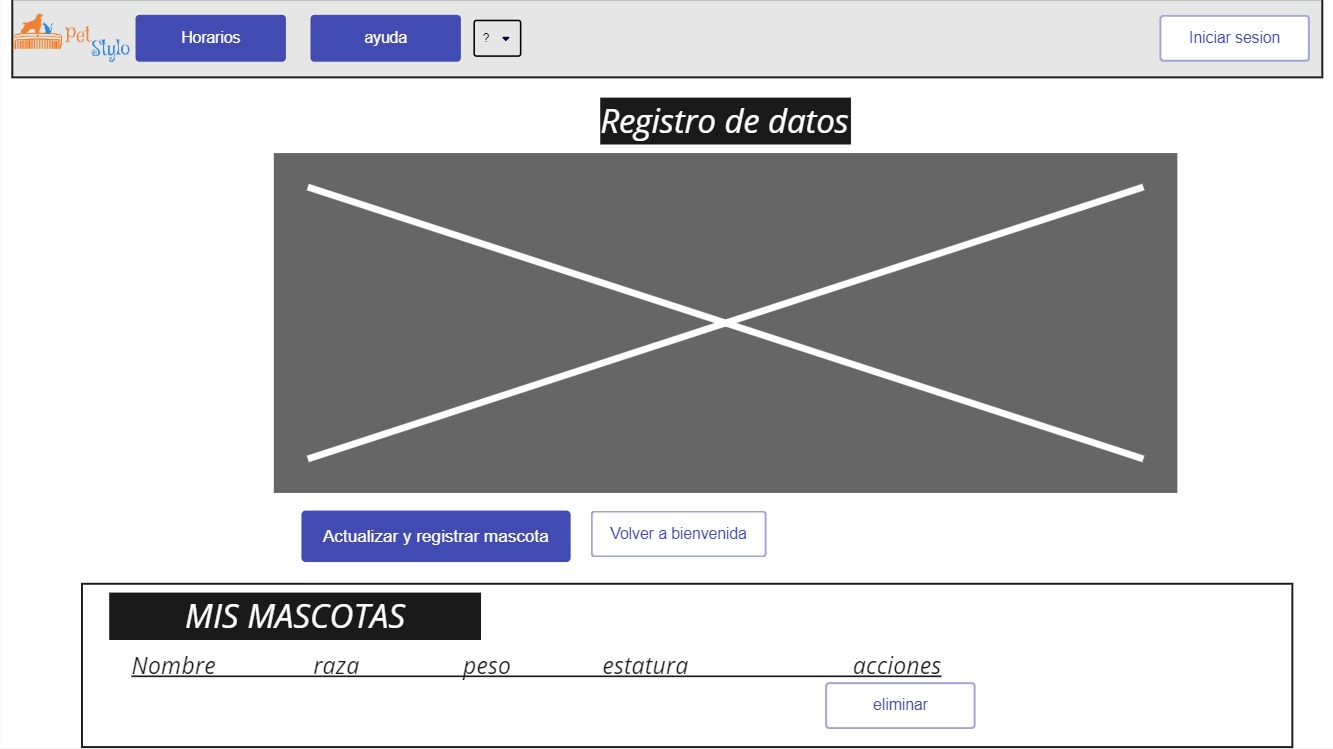 Pet Stylo
Horarios
ayuda
?
Iniciar sesion
Registro de datos
Actualizar y registrar mascota
Volver a bienvenida
MIS MASCOTAS
Nombre raza peso estatura acciones
eliminar